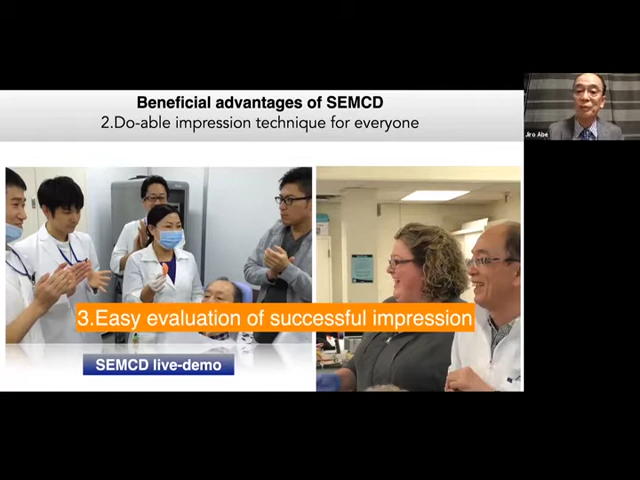 Beneficial advantages of SEMCD
2.Do-able impression technique for everyone
Jiro Abe
3.Easy evaluation of successful impression
SEMCD live-demo